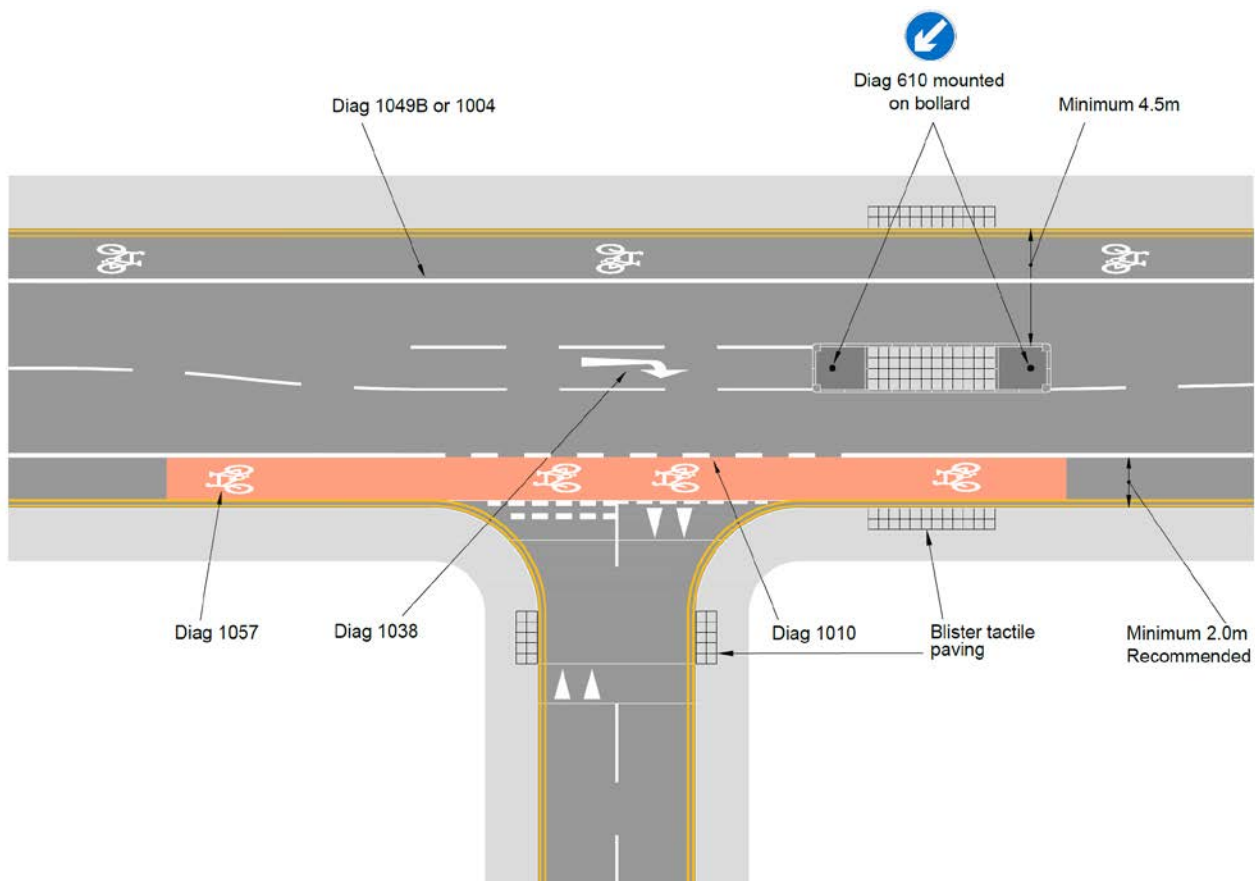 Diag 610 mounted
on bollard
Diag 1049B or 1004
Minimum 4.5m
Diag 1057
Diag 1038
Diag 1010
Blister tactile
paving
Minimum 2.0m
Recommended